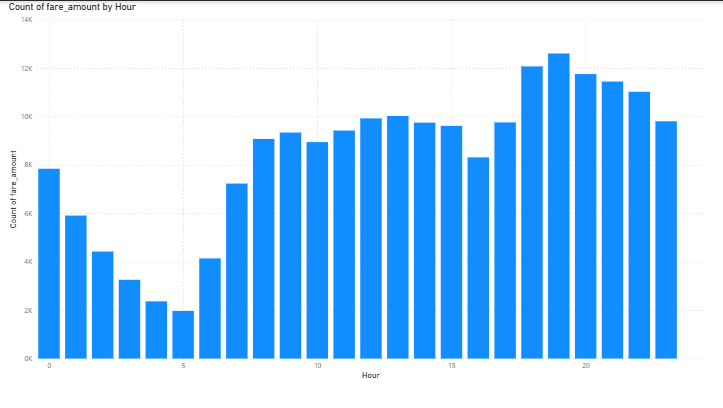 Count of fare_amount by Hour
14K
12K
10K
8K
6K
4K
2K
0K
Count of fare_amount
0 5 10 15 20
Hour